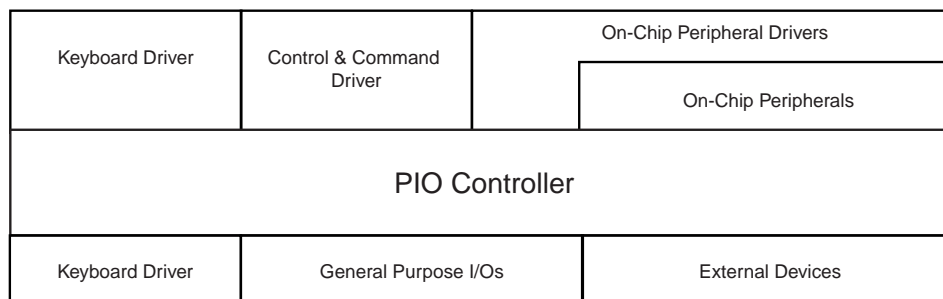 On-Chip Peripheral Drivers
Keyboard Driver
Control & Command
Driver
On-Chip Peripherals
PIO Controller
Keyboard Driver
General Purpose I/Os
External Devices